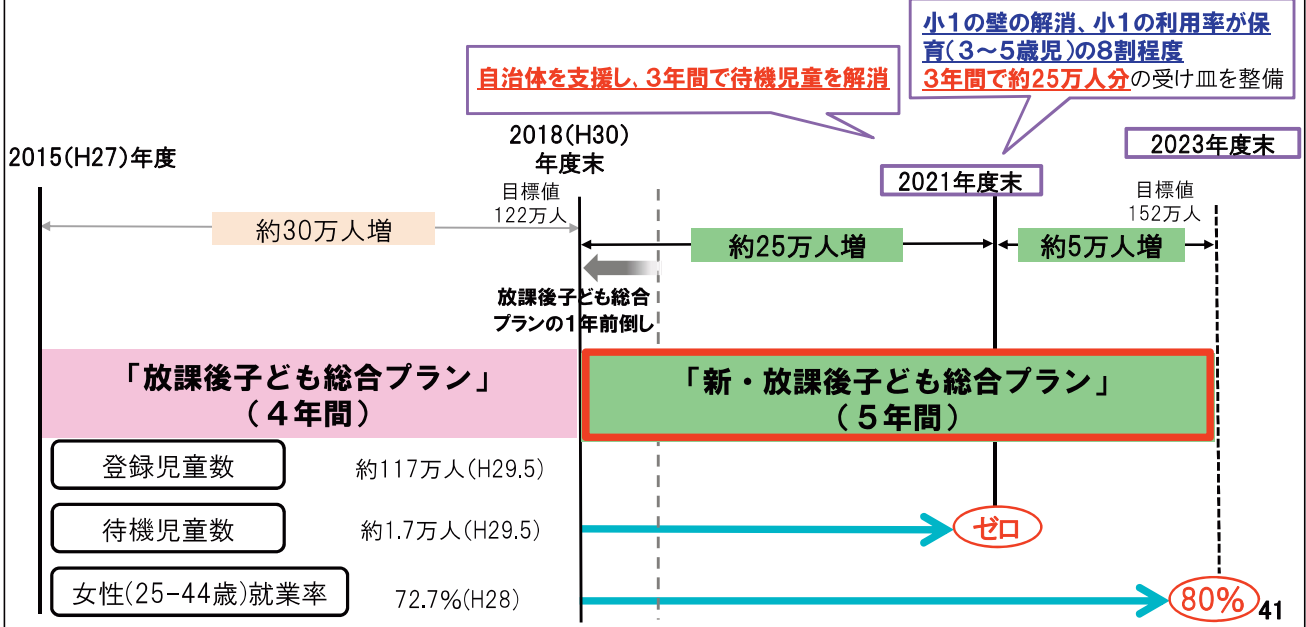 小1の壁の解消、小1の利用率が保
育(3～5歳児)の8割程度
3年間で約25万人分の受け皿を整備
自治体を支援し、3年間で待機児童を解消
2015(H27)年度
2018(H30)
年度末
2021年度末
2023年度末
目標値
122万人
目標値
152万人
約30万人増
約25万人増
約5万人増
放課後子ども総合
プランの1年前倒し
「放課後子ども総合プラン」
(4年間)
「新・放課後子ども総合プラン」
(5年間)
登録児童数
約117万人(H29.5)
待機児童数
約1.7万人(H29.5)
ゼロ
女性(25-44歳)就業率
72.7%(H28)
80%
41